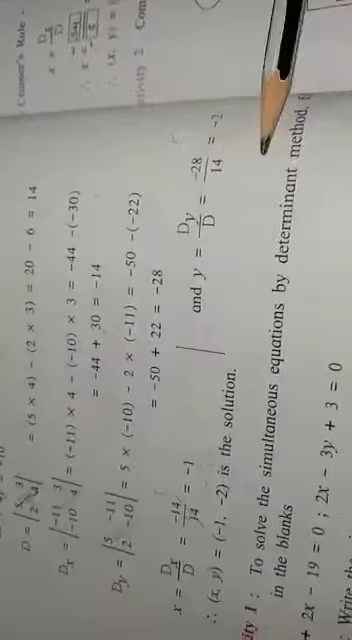 Cramer's Rule -
x = Dx/D
(x, y) =
tivity 2 Com
D = |5 3; 2 4| = (5 × 4) - (2 × 3) = 20 - 6 = 14
Dx = |-11 3; -10 4| = (-11) × 4 - (-10) × 3 = -44 -(-30)
= -44 + 30 = -14
Dy = |5 -11; 2 -10| = 5 × (-10) - 2 × (-11) = -50 -(-22)
= -50 + 22 = -28
x = Dx/D = -14/14 = -1 and y = Dy/D = -28/14 = -2
∴ (x, y) = (-1, -2) is the solution.
ity 1 : To solve the simultaneous equations by determinant method,
in the blanks
+ 2x - 19 = 0 ; 2x - 3y + 3 = 0
Write